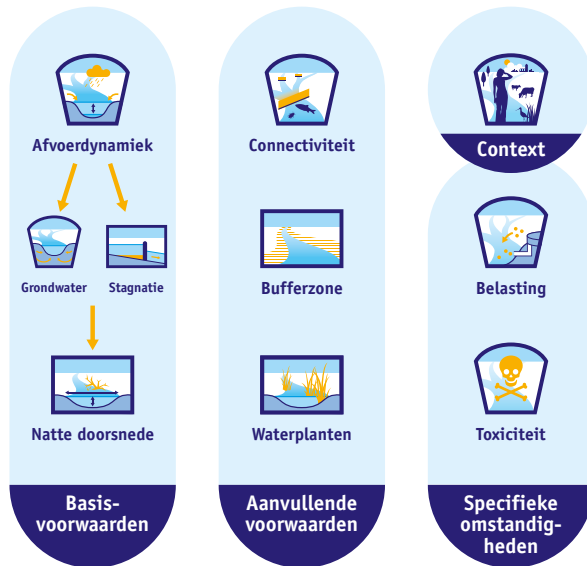 Afvoerdynamiek
Grondwater
Stagnatie
Natte doorsnede
Basis-
voorwaarden
Connectiviteit
Bufferzone
Waterplanten
Aanvullende
voorwaarden
Context
Belasting
Toxiciteit
Specifieke
omstandig-
heden